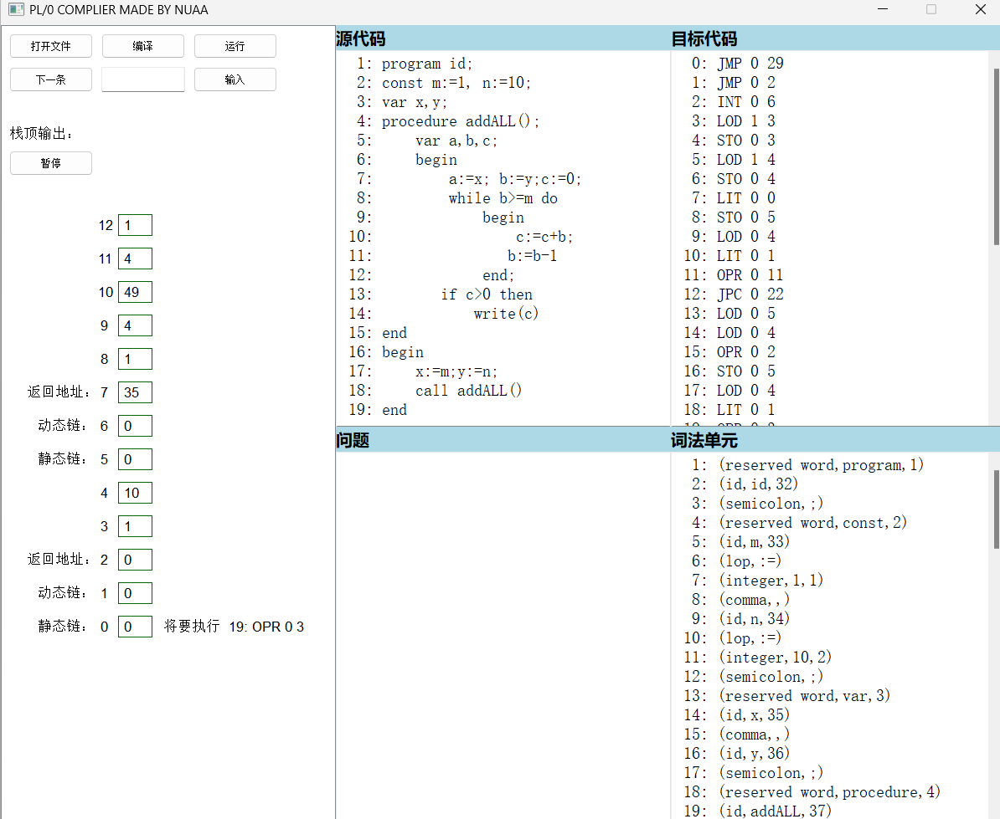 PL/0 COMPLIER MADE BY NUAA
打开文件 编译 运行
下一条 输入
栈顶输出：
暂停
12 1
11 4
10 49
9 4
8 1
返回地址： 7 35
动态链： 6 0
静态链： 5 0
4 10
3 1
返回地址： 2 0
动态链： 1 0
静态链： 0 0 将要执行 19: OPR 0 3
源代码
1: program id;
2: const m:=1, n:=10;
3: var x,y;
4: procedure addALL();
5: var a,b,c;
6: begin
7: a:=x; b:=y;c:=0;
8: while b>=m do
9: begin
10: c:=c+b;
11: b:=b-1
12: end;
13: if c>0 then
14: write(c)
15: end
16: begin
17: x:=m;y:=n;
18: call addALL()
19: end
目标代码
0: JMP 0 29
1: JMP 0 2
2: INT 0 6
3: LOD 1 3
4: STO 0 3
5: LOD 1 4
6: STO 0 4
7: LIT 0 0
8: STO 0 5
9: LOD 0 4
10: LIT 0 1
11: OPR 0 11
12: JPC 0 22
13: LOD 0 5
14: LOD 0 4
15: OPR 0 2
16: STO 0 5
17: LOD 0 4
18: LIT 0 1
19: OPR 0 3
问题
词法单元
1: (reserved word,program,1)
2: (id,id,32)
3: (semicolon,;)
4: (reserved word,const,2)
5: (id,m,33)
6: (lop,:=)
7: (integer,1,1)
8: (comma,,)
9: (id,n,34)
10: (lop,:=)
11: (integer,10,2)
12: (semicolon,;)
13: (reserved word,var,3)
14: (id,x,35)
15: (comma,,)
16: (id,y,36)
17: (semicolon,;)
18: (reserved word,procedure,4)
19: (id,addALL,37)